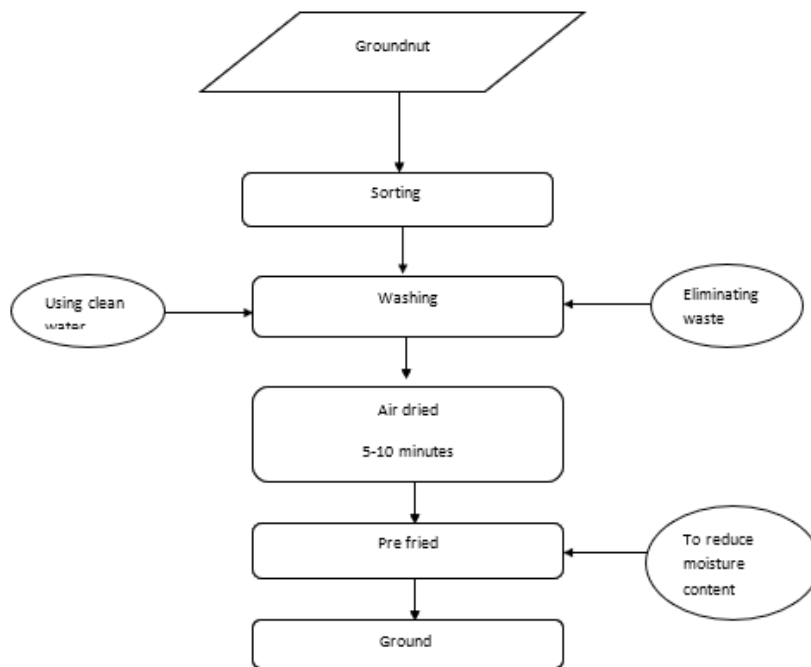 Groundnut
Sorting
Using clean
water
Washing
Eliminating
waste
Air dried
5-10 minutes
Pre fried
To reduce
moisture
content
Ground